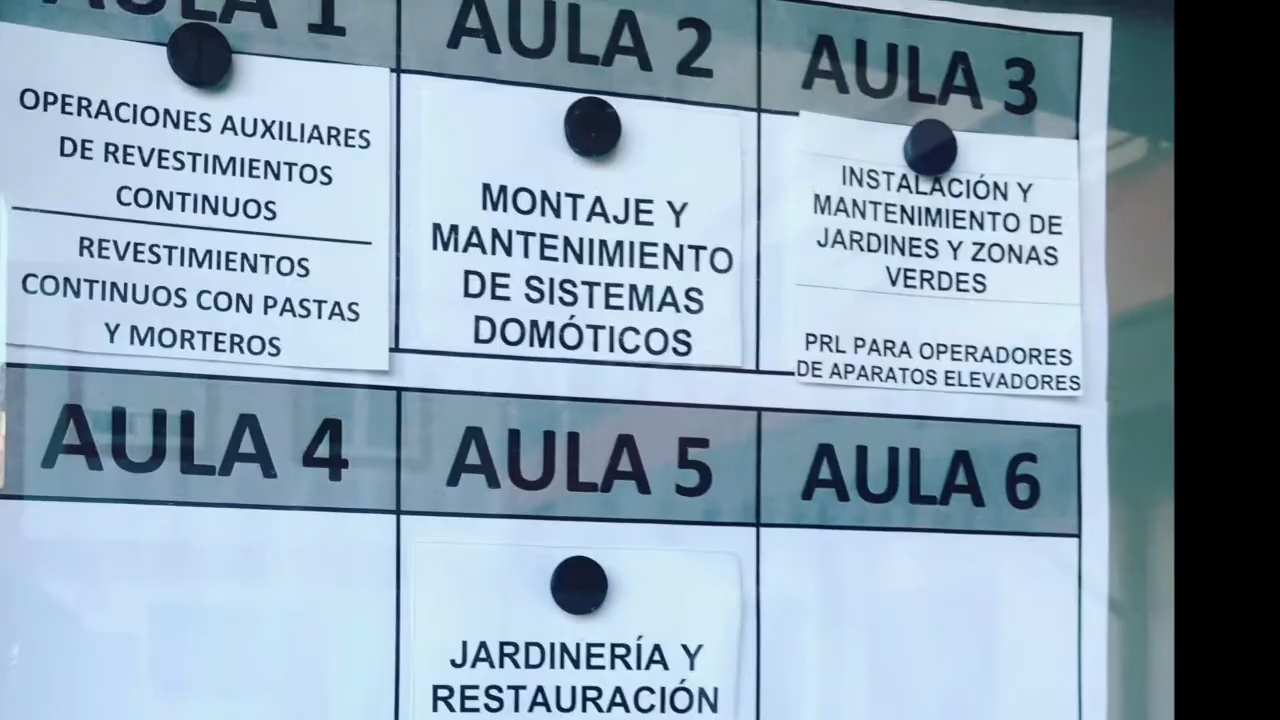 AULA 1
OPERACIONES AUXILIARES
DE REVESTIMIENTOS
CONTINUOS
REVESTIMIENTOS
CONTINUOS CON PASTAS
Y MORTEROS
AULA 2
MONTAJE Y
MANTENIMIENTO
DE SISTEMAS
DOMÓTICOS
AULA 3
INSTALACIÓN Y
MANTENIMIENTO DE
JARDINES Y ZONAS
VERDES
PRL PARA OPERADORES
DE APARATOS ELEVADORES
AULA 4
AULA 5
JARDINERÍA Y
RESTAURACIÓN
AULA 6